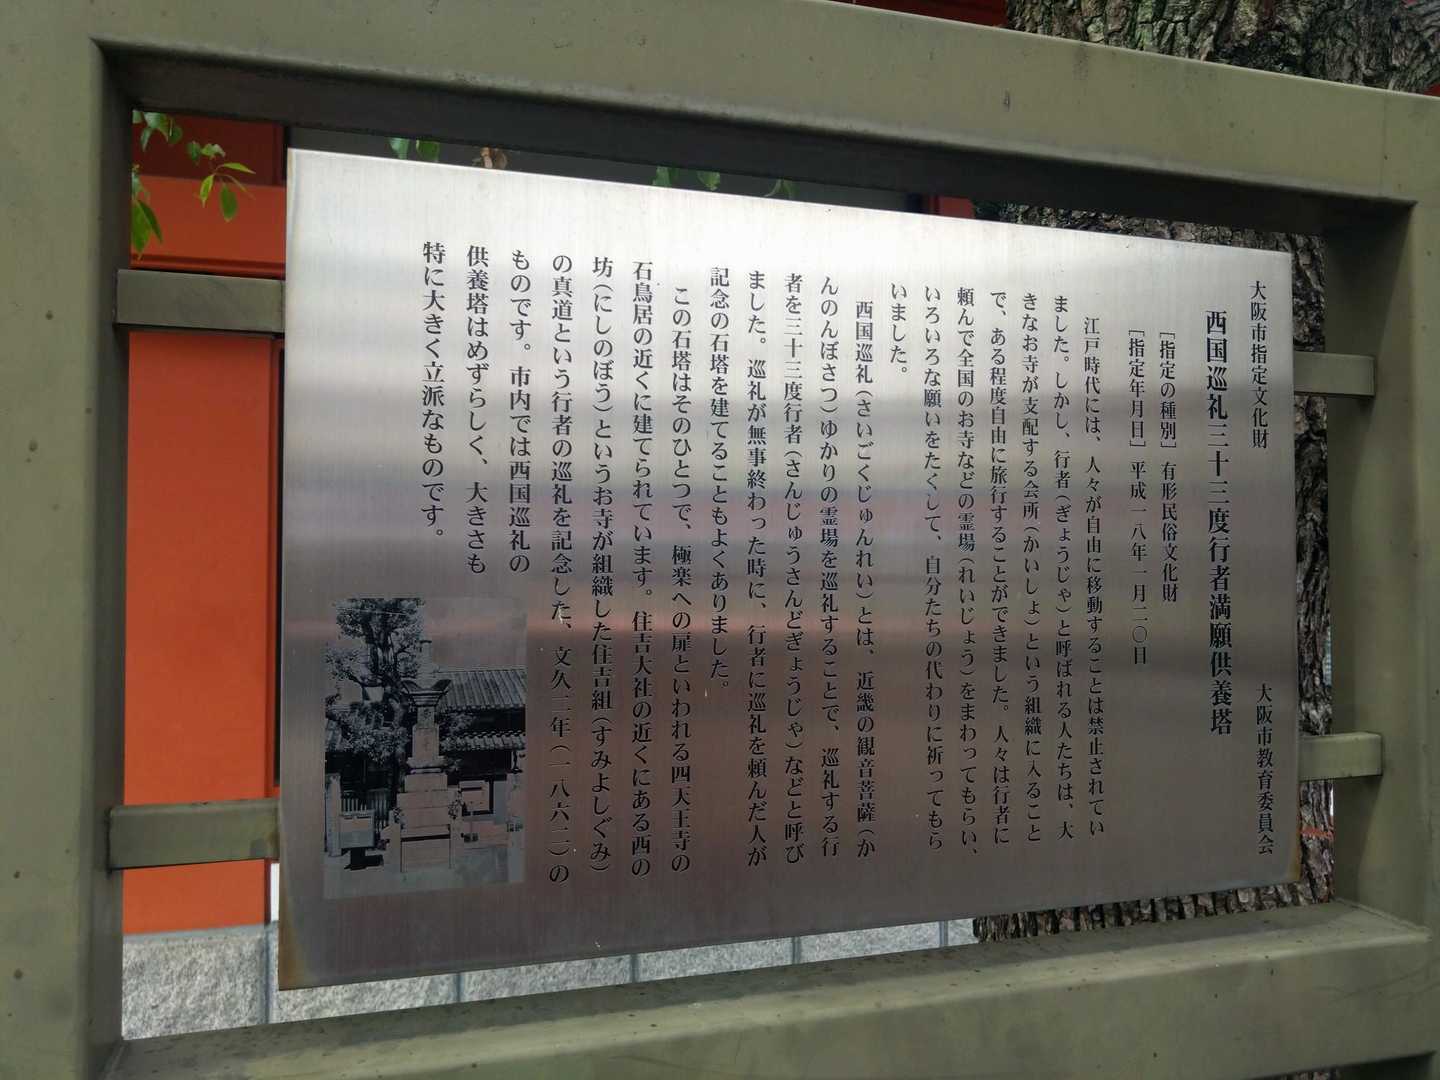 大阪市指定文化財　大阪市教育委員会
西国巡礼三十三度行者満願供養塔
［指定の種別］有形民俗文化財
［指定年月日］平成一八年一月二〇日
江戸時代には、人々が自由に移動することは禁止されてい
ました。しかし、行者（ぎょうじゃ）と呼ばれる人たちは、大
きなお寺が支配する会所（かいしょ）という組織に入ること
で、ある程度自由に旅行することができました。人々は行者に
頼んで全国のお寺などの霊場（れいじょう）をまわってもらい、
いろいろな願いをたくして、自分たちの代わりに祈ってもら
いました。
西国巡礼（さいごくじゅんれい）とは、近畿の観音菩薩（か
んのんぼさつ）ゆかりの霊場を巡礼することで、巡礼する行
者を三十三度行者（さんじゅうさんどぎょうじゃ）などと呼び
ました。巡礼が無事終わった時に、行者に巡礼を頼んだ人が
記念の石塔を建てることもよくありました。
この石塔はそのひとつで、極楽への扉といわれる四天王寺の
石鳥居の近くに建てられています。住吉大社の近くにある西の
坊（にしのぼう）というお寺が組織した住吉組（すみよしぐみ）
の真道という行者の巡礼を記念した、文久二年（一八六二）の
ものです。市内では西国巡礼の
供養塔はめずらしく、大きさも
特に大きく立派なものです。